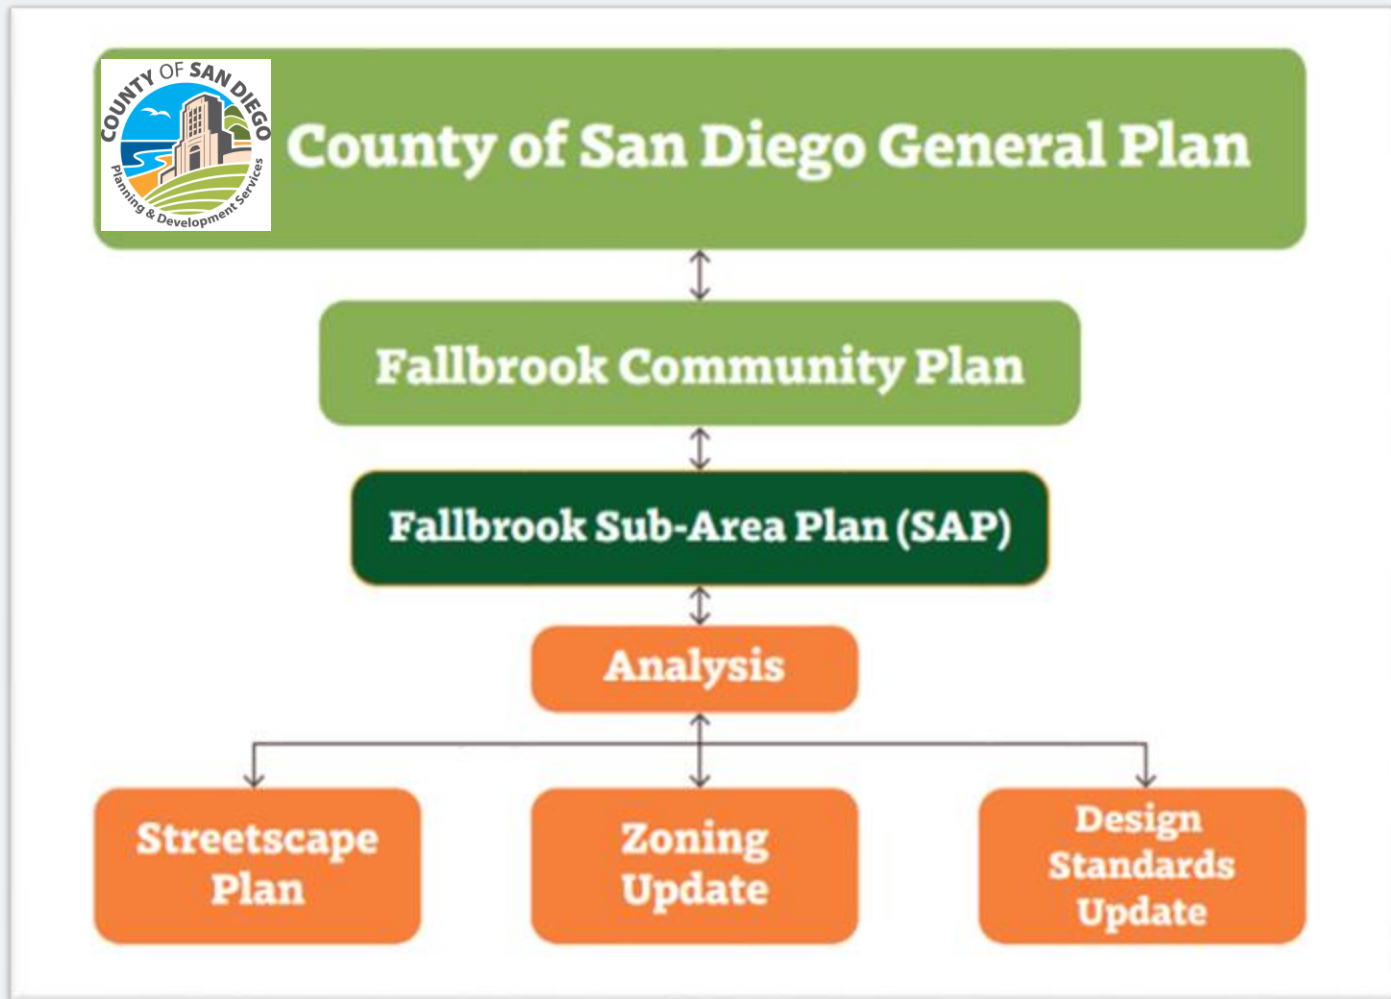 COUNTY OF SAN DIEGO
Planning & Development Services
County of San Diego General Plan
Fallbrook Community Plan
Fallbrook Sub-Area Plan (SAP)
Analysis
Streetscape
Plan
Zoning
Update
Design
Standards
Update